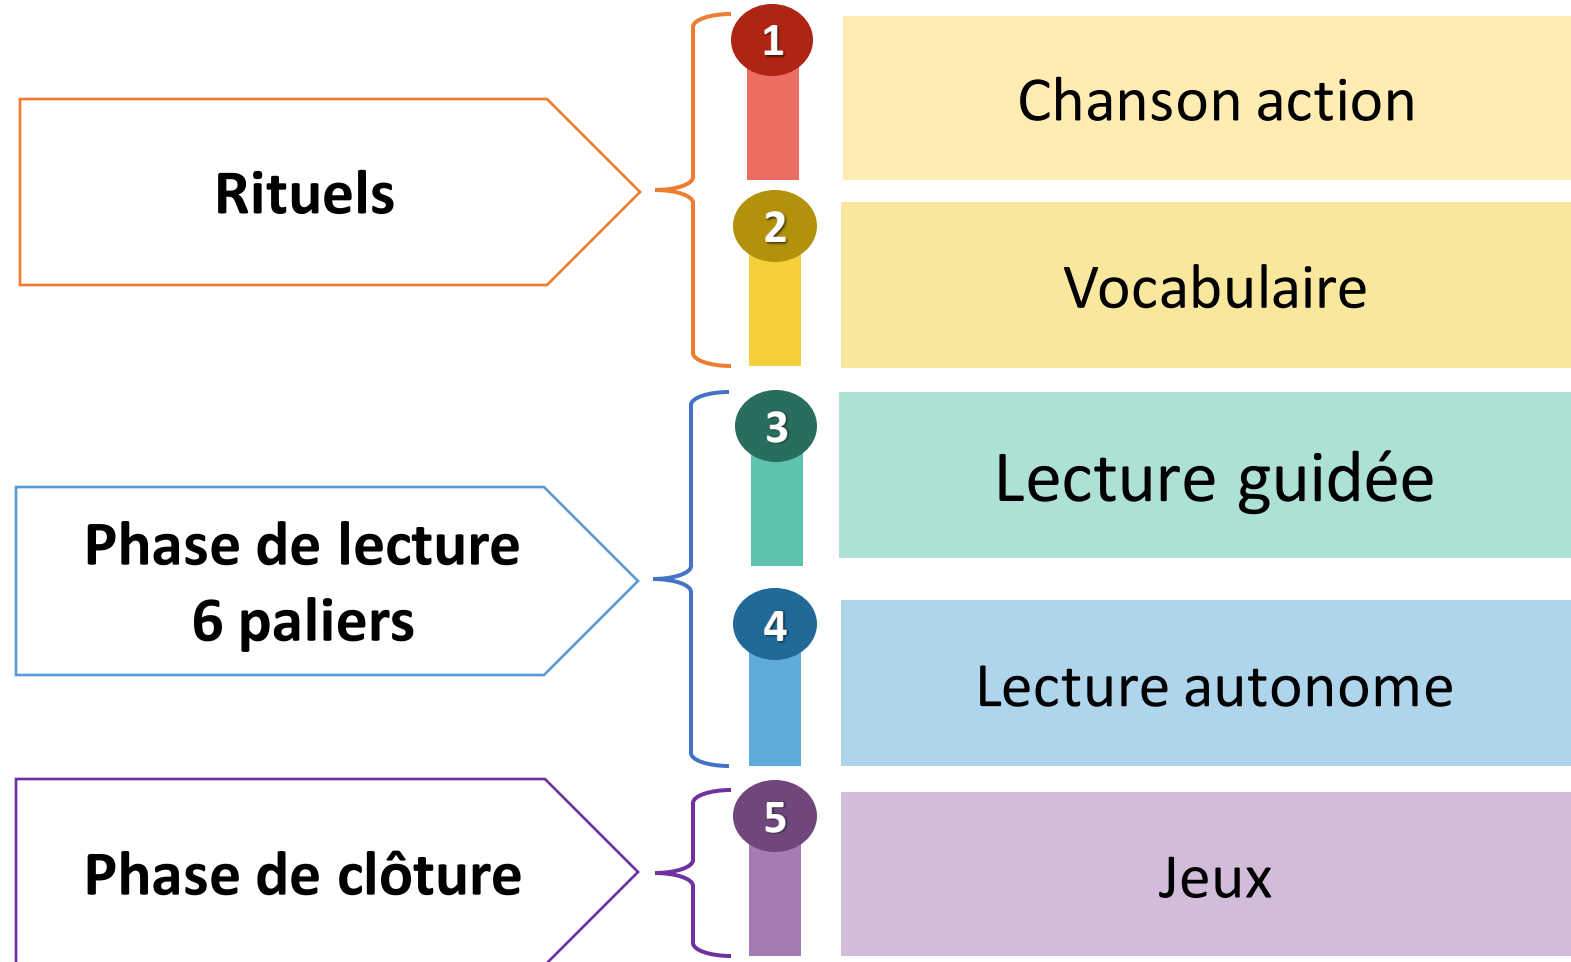 Rituels
1
Chanson action
2
Vocabulaire
Phase de lecture
6 paliers
3
Lecture guidée
4
Lecture autonome
Phase de clôture
5
Jeux